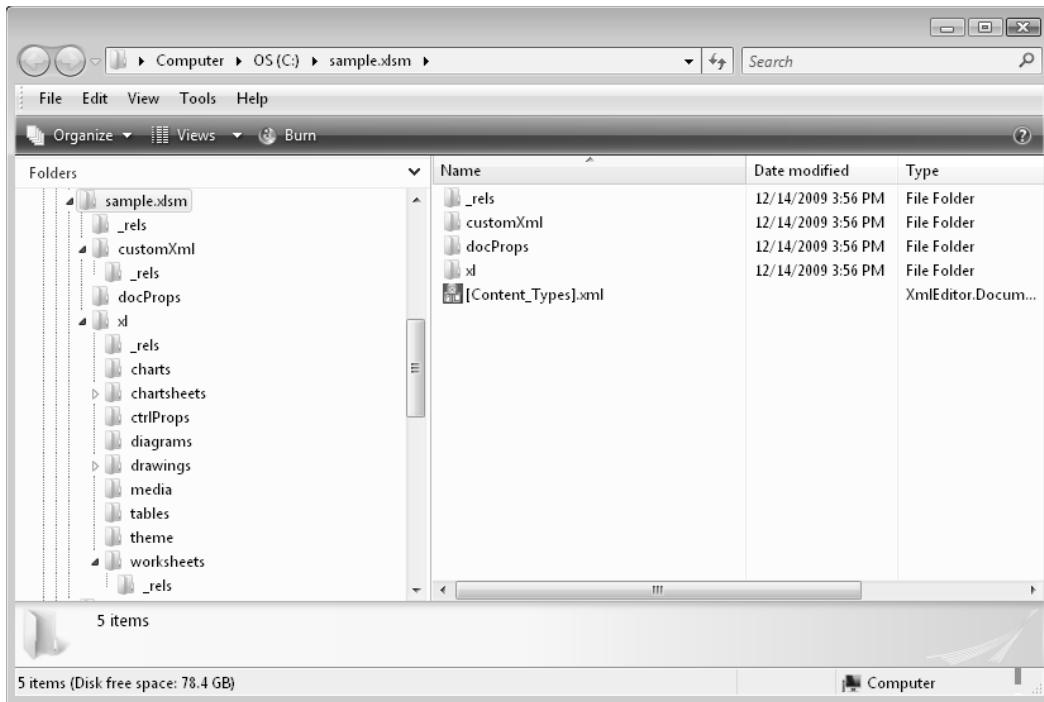 Computer OS (C:) sample.xlsm Search
File Edit View Tools Help
Organize Views Burn
Folders
sample.xlsm
_rels
customXml
_rels
docProps
xl
_rels
charts
chartsheets
ctrlProps
diagrams
drawings
media
tables
theme
worksheets
_rels
Name Date modified Type
_rels 12/14/2009 3:56 PM File Folder
customXml 12/14/2009 3:56 PM File Folder
docProps 12/14/2009 3:56 PM File Folder
xl 12/14/2009 3:56 PM File Folder
[Content_Types].xml XmlEditor.Docum...
5 items
5 items (Disk free space: 78.4 GB) Computer